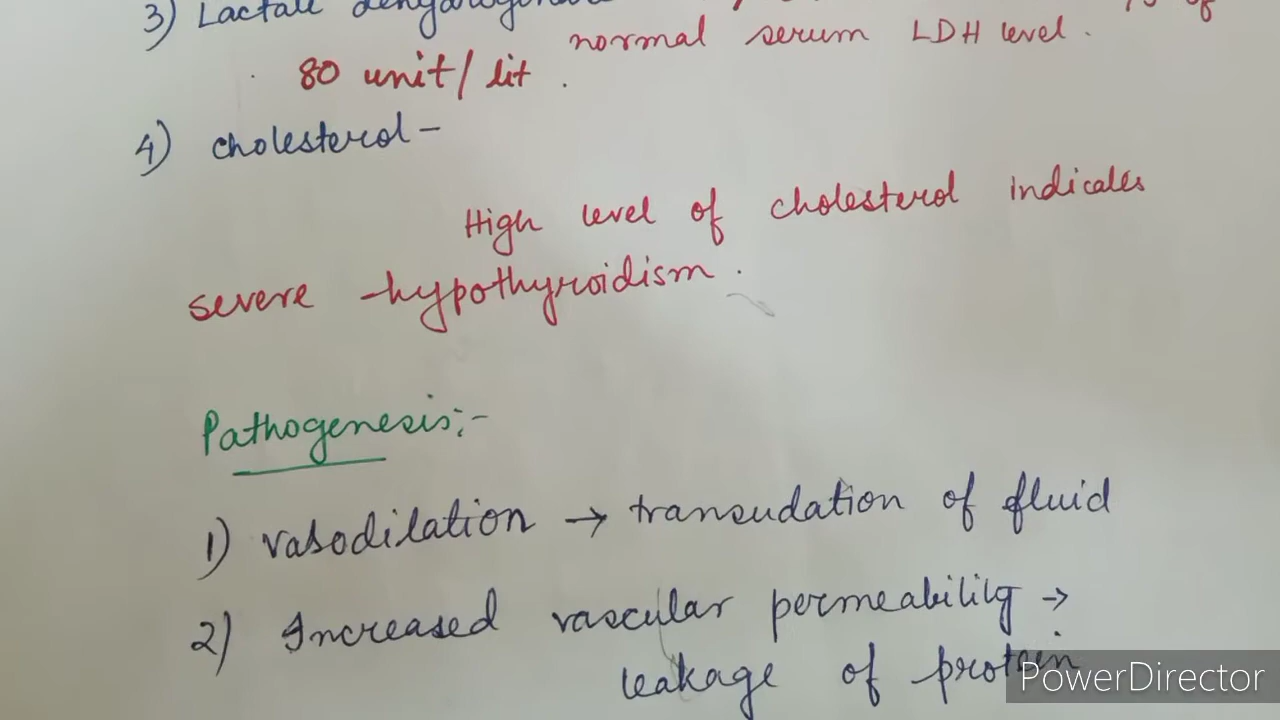 3) Lactate dehydrogenase
normal serum LDH level.
80 unit/lit.
4) cholesterol-
High level of cholesterol indicates
severe hypothyroidism.
Pathogenesis:-
1) vasodilation → transudation of fluid
2) Increased vascular permeability →
leakage of protein
PowerDirector